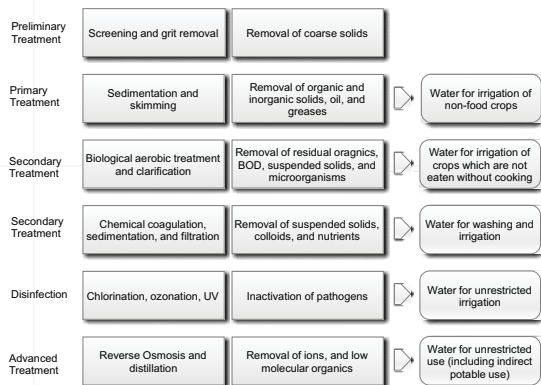 Preliminary
Treatment
Screening and grit removal
Removal of coarse solids
Primary
Treatment
Sedimentation and
skimming
Removal of organic and
inorganic solids, oil, and
greases
Water for irrigation of
non-food crops
Secondary
Treatment
Biological aerobic treatment
and clarification
Removal of residual oragnics,
BOD, suspended solids, and
microorganisms
Water for irrigation of
crops which are not
eaten without cooking
Secondary
Treatment
Chemical coagulation,
sedimentation, and filtration
Removal of suspended solids,
colloids, and nutrients
Water for washing and
irrigation
Disinfection
Chlorination, ozonation, UV
Inactivation of pathogens
Water for unrestricted
irrigation
Advanced
Treatment
Reverse Osmosis and
distillation
Removal of ions, and low
molecular organics
Water for unrestricted
use (including indirect
potable use)